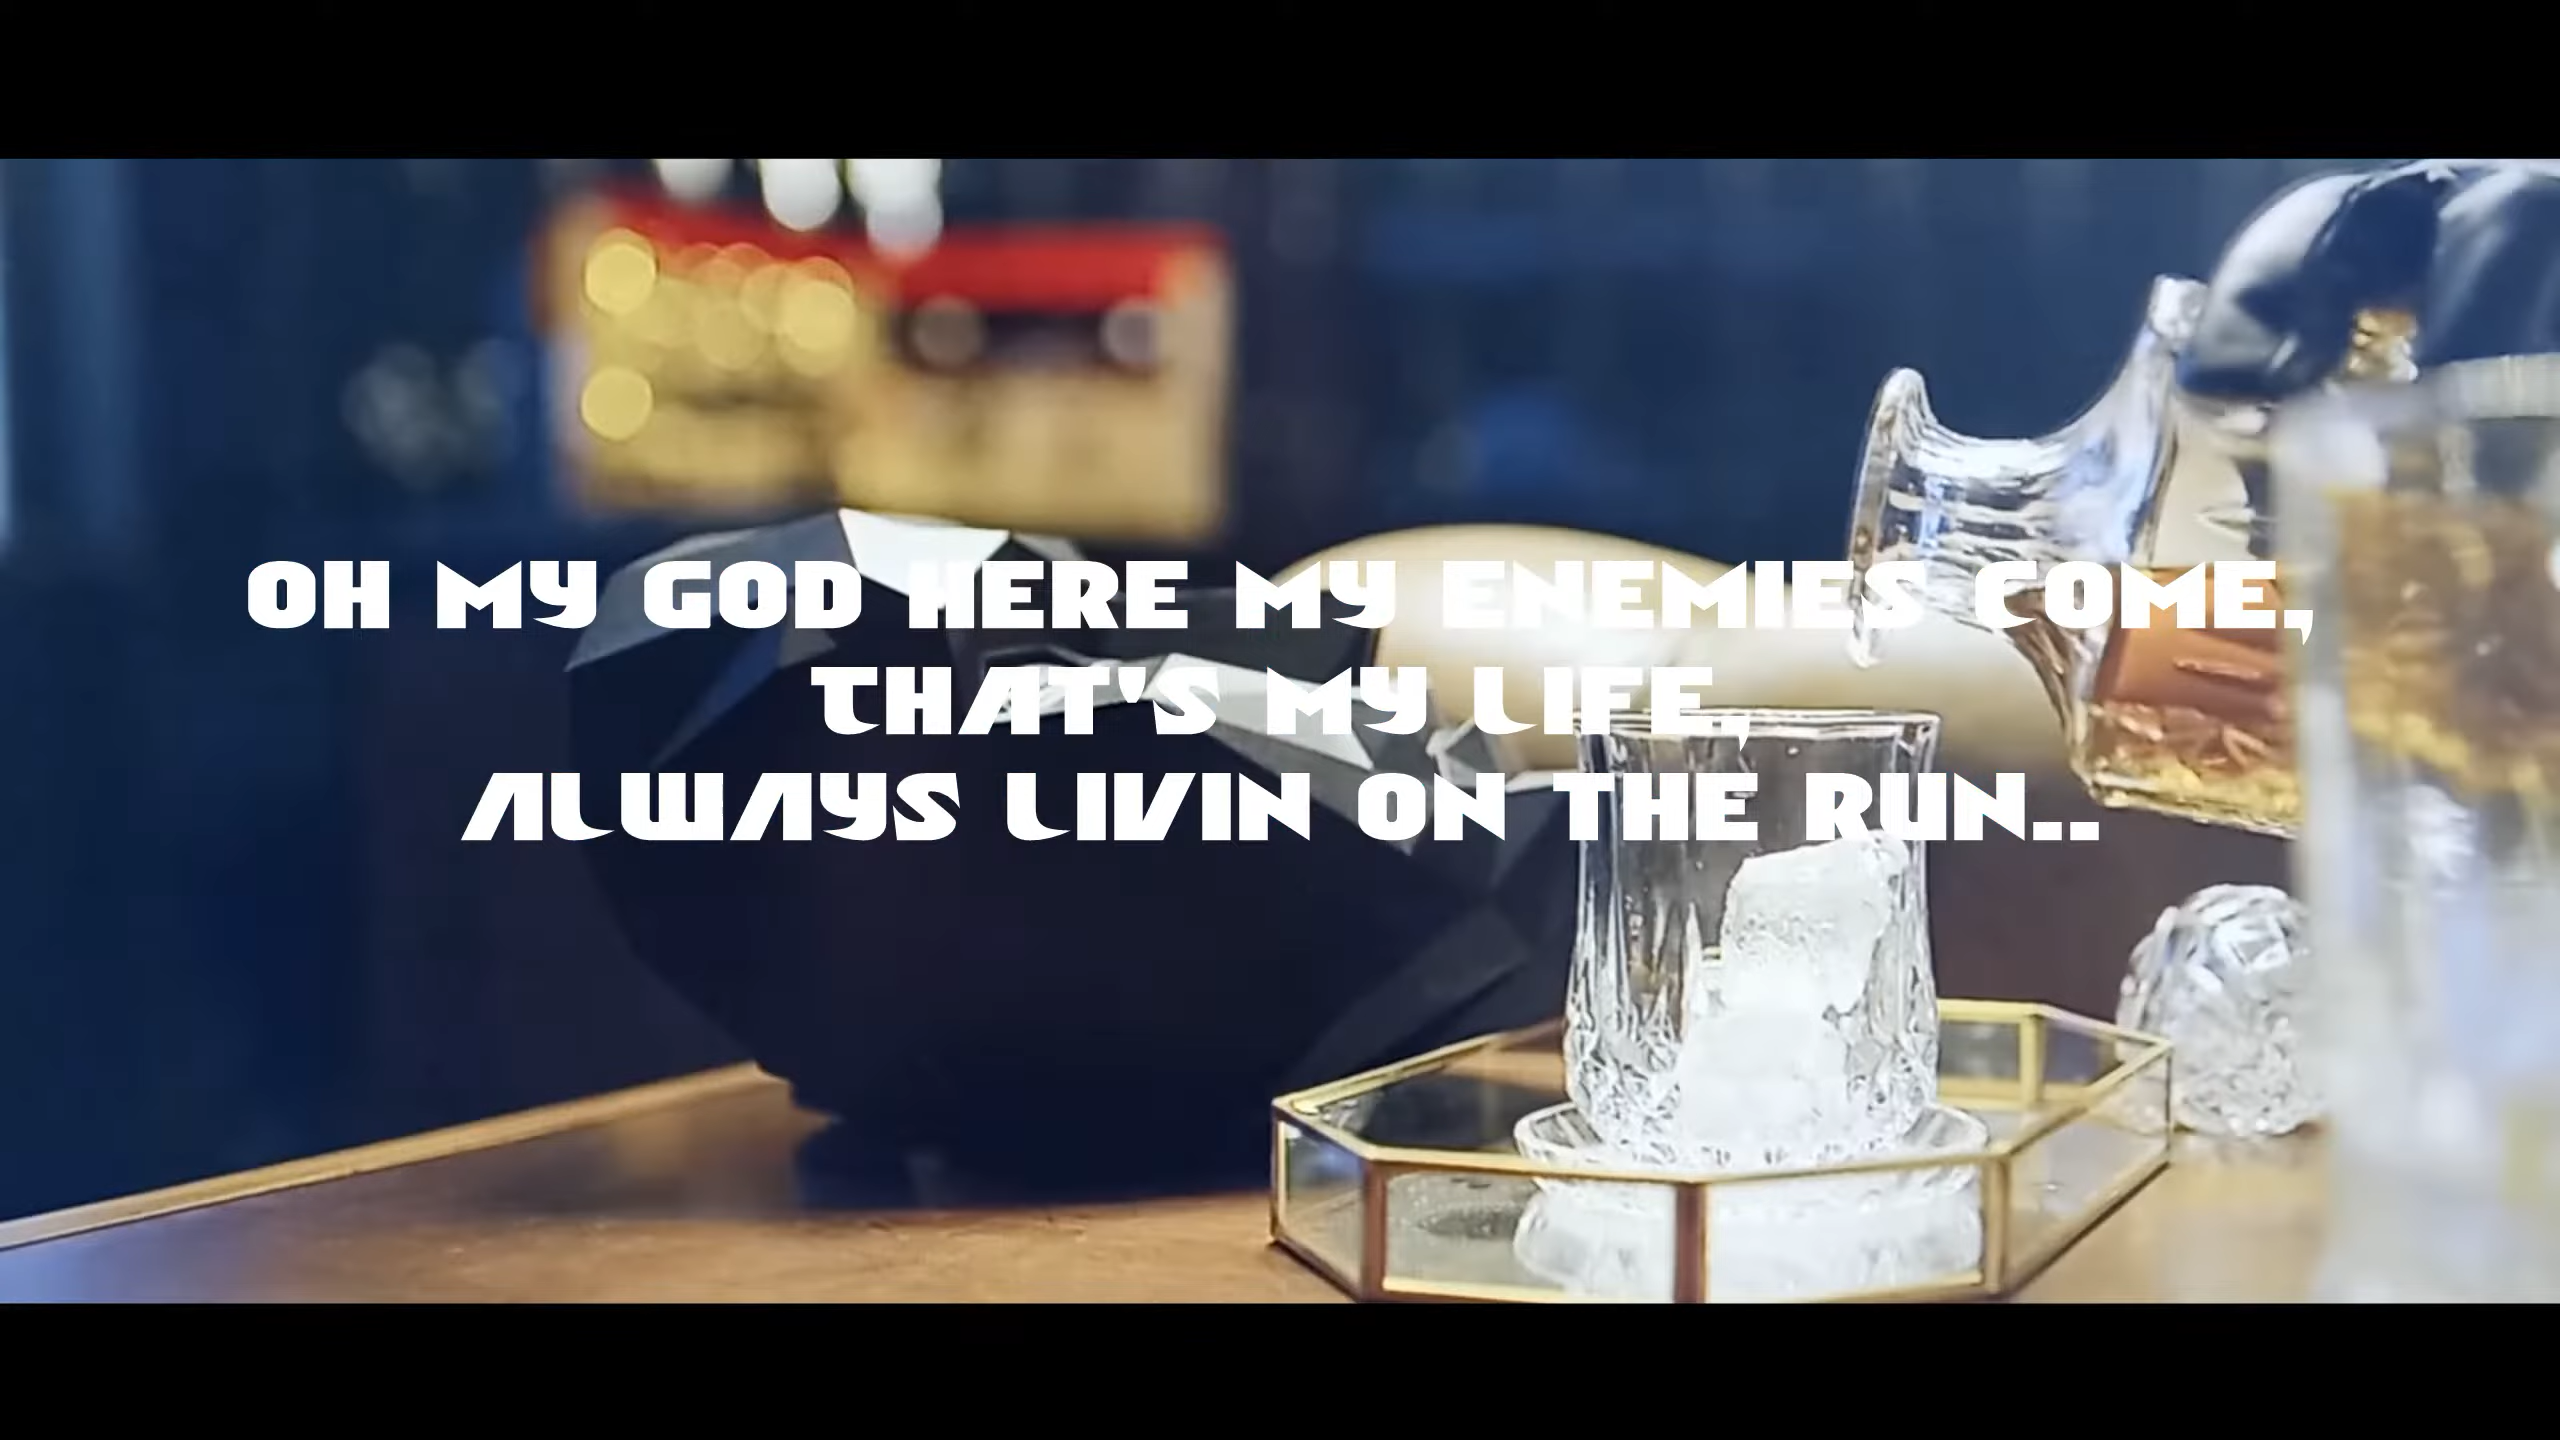 OH MY GOD HERE MY ENEMIES COME,
THAT'S MY LIFE,
ALWAYS LIVIN ON THE RUN..